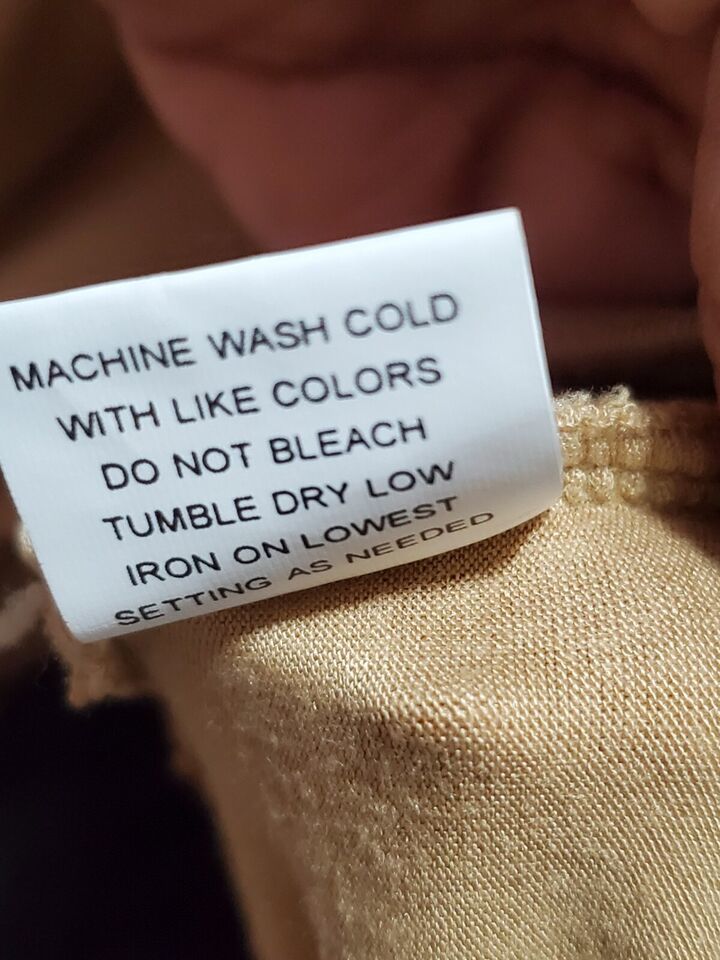 MACHINE WASH COLD
WITH LIKE COLORS
DO NOT BLEACH
TUMBLE DRY LOW
IRON ON LOWEST
SETTING AS NEEDED